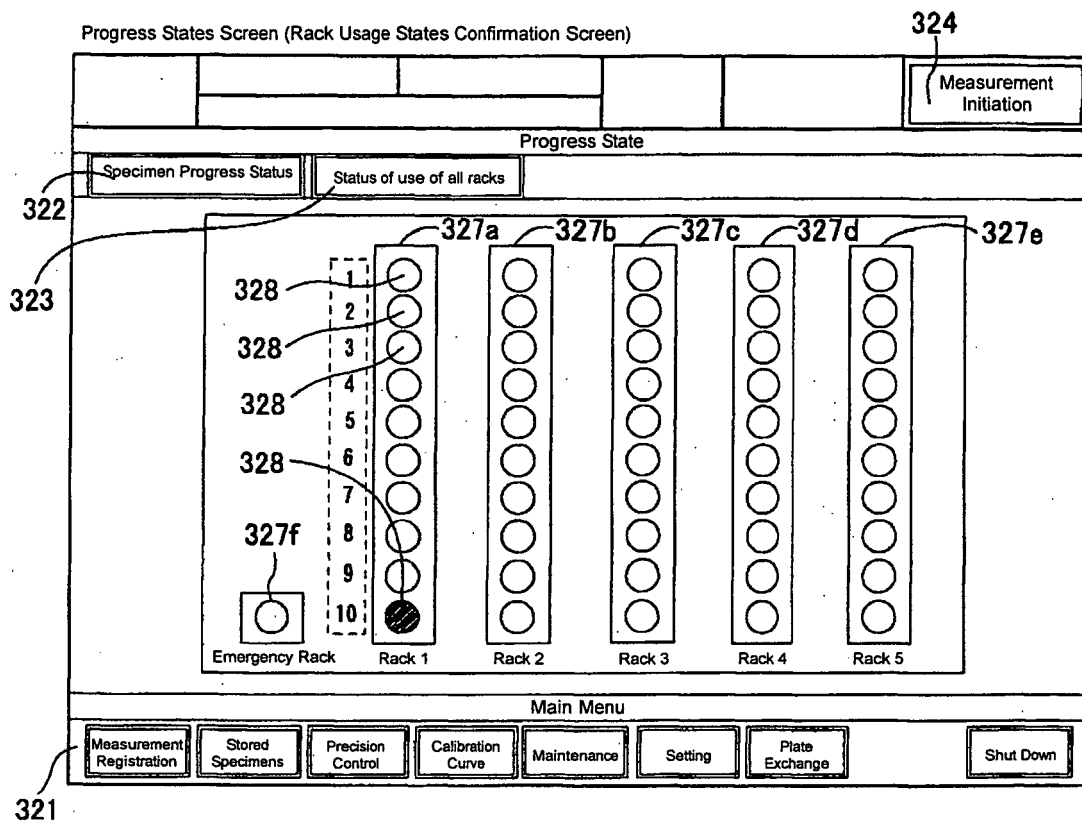 Progress States Screen (Rack Usage States Confirmation Screen)
324
Measurement
Initiation
Progress State
Specimen Progress Status
Status of use of all racks
322
323
327a
327b
327c
327d
327e
1
328
2
328
3
328
4
5
6
328
7
8
327f
9
10
Emergency Rack
Rack 1
Rack 2
Rack 3
Rack 4
Rack 5
Main Menu
Measurement
Registration
Stored
Specimens
Precision
Control
Calibration
Curve
Maintenance
Setting
Plate
Exchange
Shut Down
321